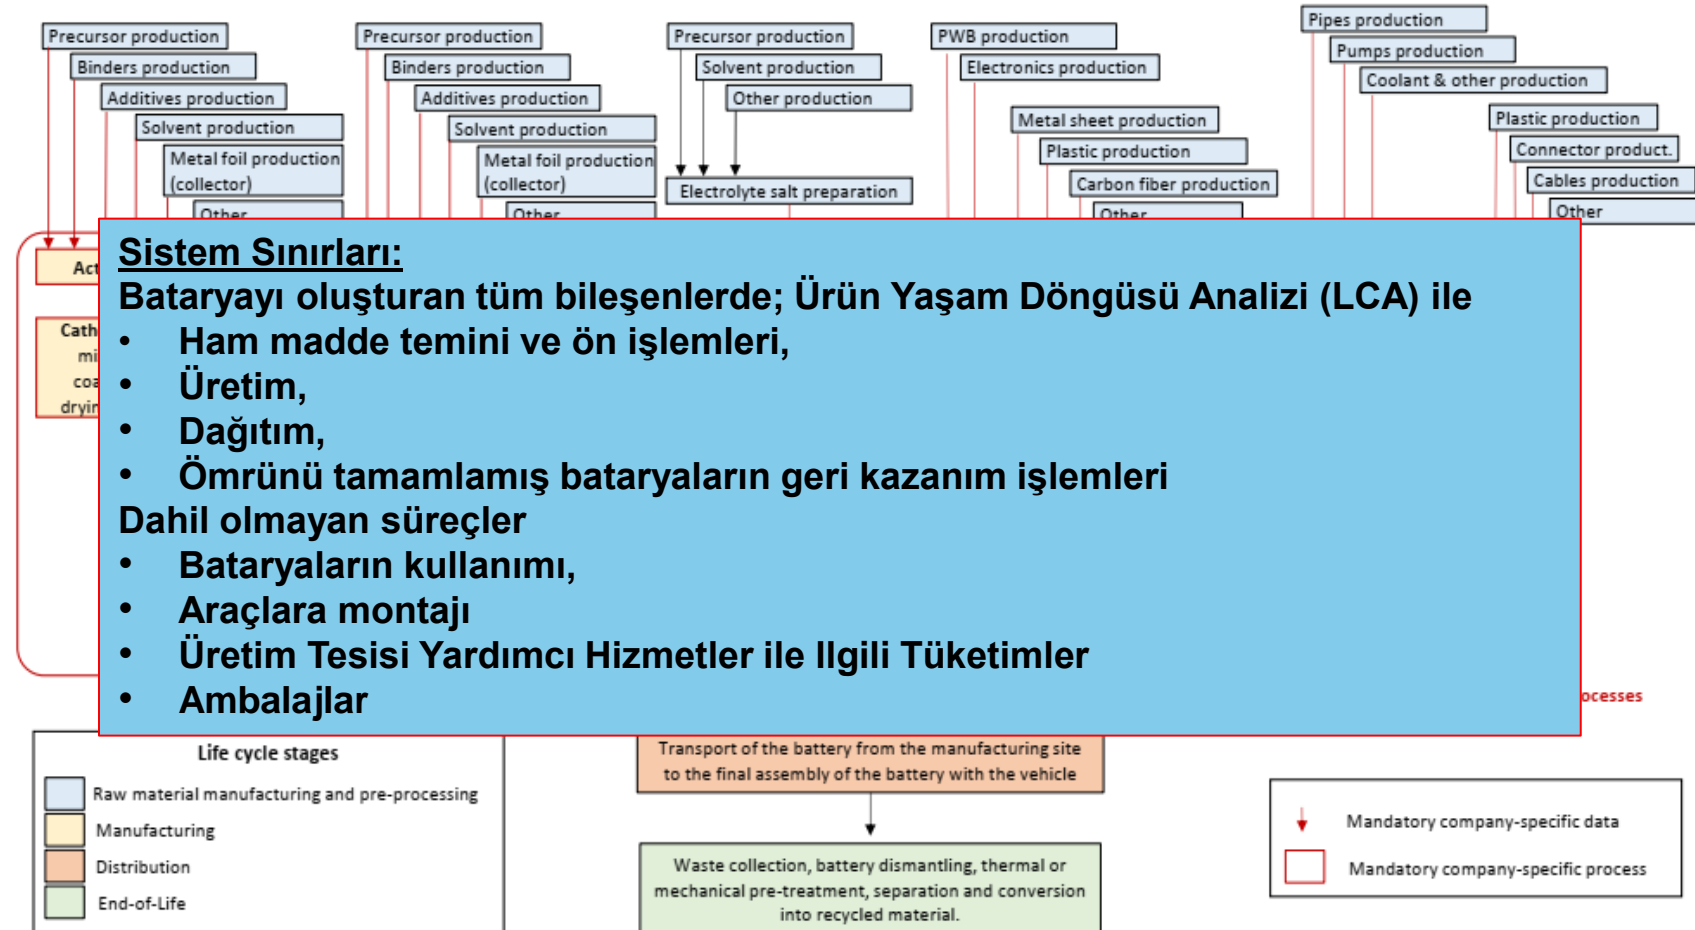 Precursor production
Binders production
Additives production
Solvent production
Metal foil production
(collector)
Other
Precursor production
Binders production
Additives production
Solvent production
Metal foil production
(collector)
Other
Precursor production
Solvent production
Other production
Electrolyte salt preparation
PWB production
Electronics production
Metal sheet production
Plastic production
Carbon fiber production
Other
Pipes production
Pumps production
Coolant & other production
Plastic production
Connector product.
Cables production
Other
Sistem Sınırları:
Bataryayı oluşturan tüm bileşenlerde; Ürün Yaşam Döngüsü Analizi (LCA) ile
• Ham madde temini ve ön işlemleri,
• Üretim,
• Dağıtım,
• Ömrünü tamamlamış bataryaların geri kazanım işlemleri
Dahil olmayan süreçler
• Bataryaların kullanımı,
• Araçlara montajı
• Üretim Tesisi Yardımcı Hizmetler ile Ilgili Tüketimler
• Ambalajlar
Transport of the battery from the manufacturing site
to the final assembly of the battery with the vehicle
Waste collection, battery dismantling, thermal or
mechanical pre-treatment, separation and conversion
into recycled material.
Life cycle stages
Raw material manufacturing and pre-processing
Manufacturing
Distribution
End-of-Life
Mandatory company-specific data
Mandatory company-specific process